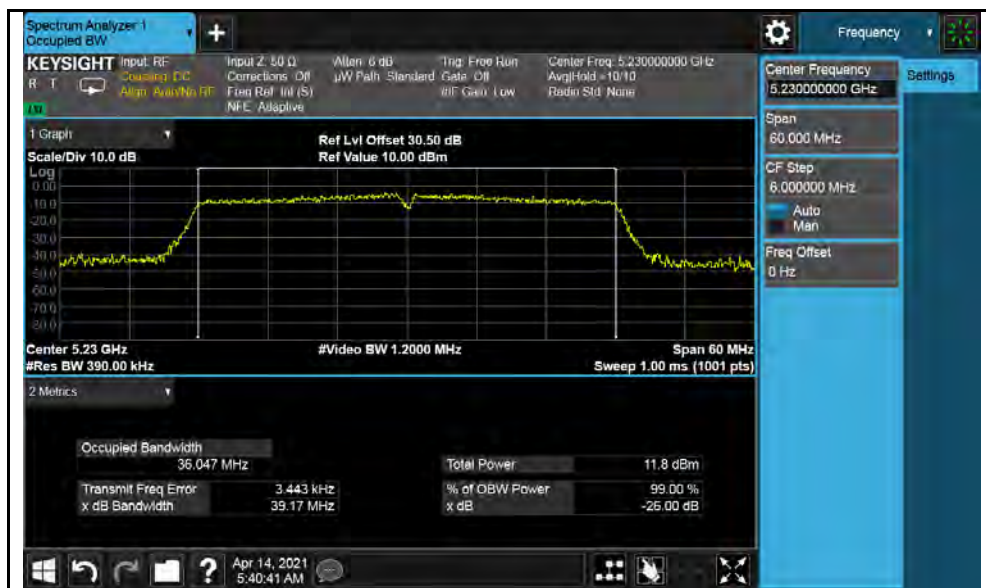 Spectrum Analyzer 1
Occupied BW
+
Frequency
KEYSIGHT
R T
Input: RF
Coupling: DC
Align: Auto/No RF
Input Z: 50 Ω
Corrections: Off
Freq Ref: Int (S)
NFE: Adaptive
Atten: 6 dB
µW Path: Standard
Trig: Free Run
Gate: Off
#IF Gain: Low
Center Freq: 5.230000000 GHz
Avg|Hold: 10/10
Radio Std: None
Center Frequency
5.230000000 GHz
Settings
Span
60.000 MHz
CF Step
6.000000 MHz
Auto
Man
Freq Offset
0 Hz
1 Graph
Scale/Div 10.0 dB
Ref Lvl Offset 30.50 dB
Ref Value 10.00 dBm
Log
0.00
-10.0
-20.0
-30.0
-40.0
-50.0
-60.0
-70.0
-80.0
Center 5.23 GHz
#Res BW 390.00 kHz
#Video BW 1.2000 MHz
Span 60 MHz
Sweep 1.00 ms (1001 pts)
2 Metrics
Occupied Bandwidth
36.047 MHz
Total Power 11.8 dBm
Transmit Freq Error 3.443 kHz
% of OBW Power 99.00 %
x dB Bandwidth 39.17 MHz
x dB -26.00 dB
?
Apr 14, 2021
5:40:41 AM